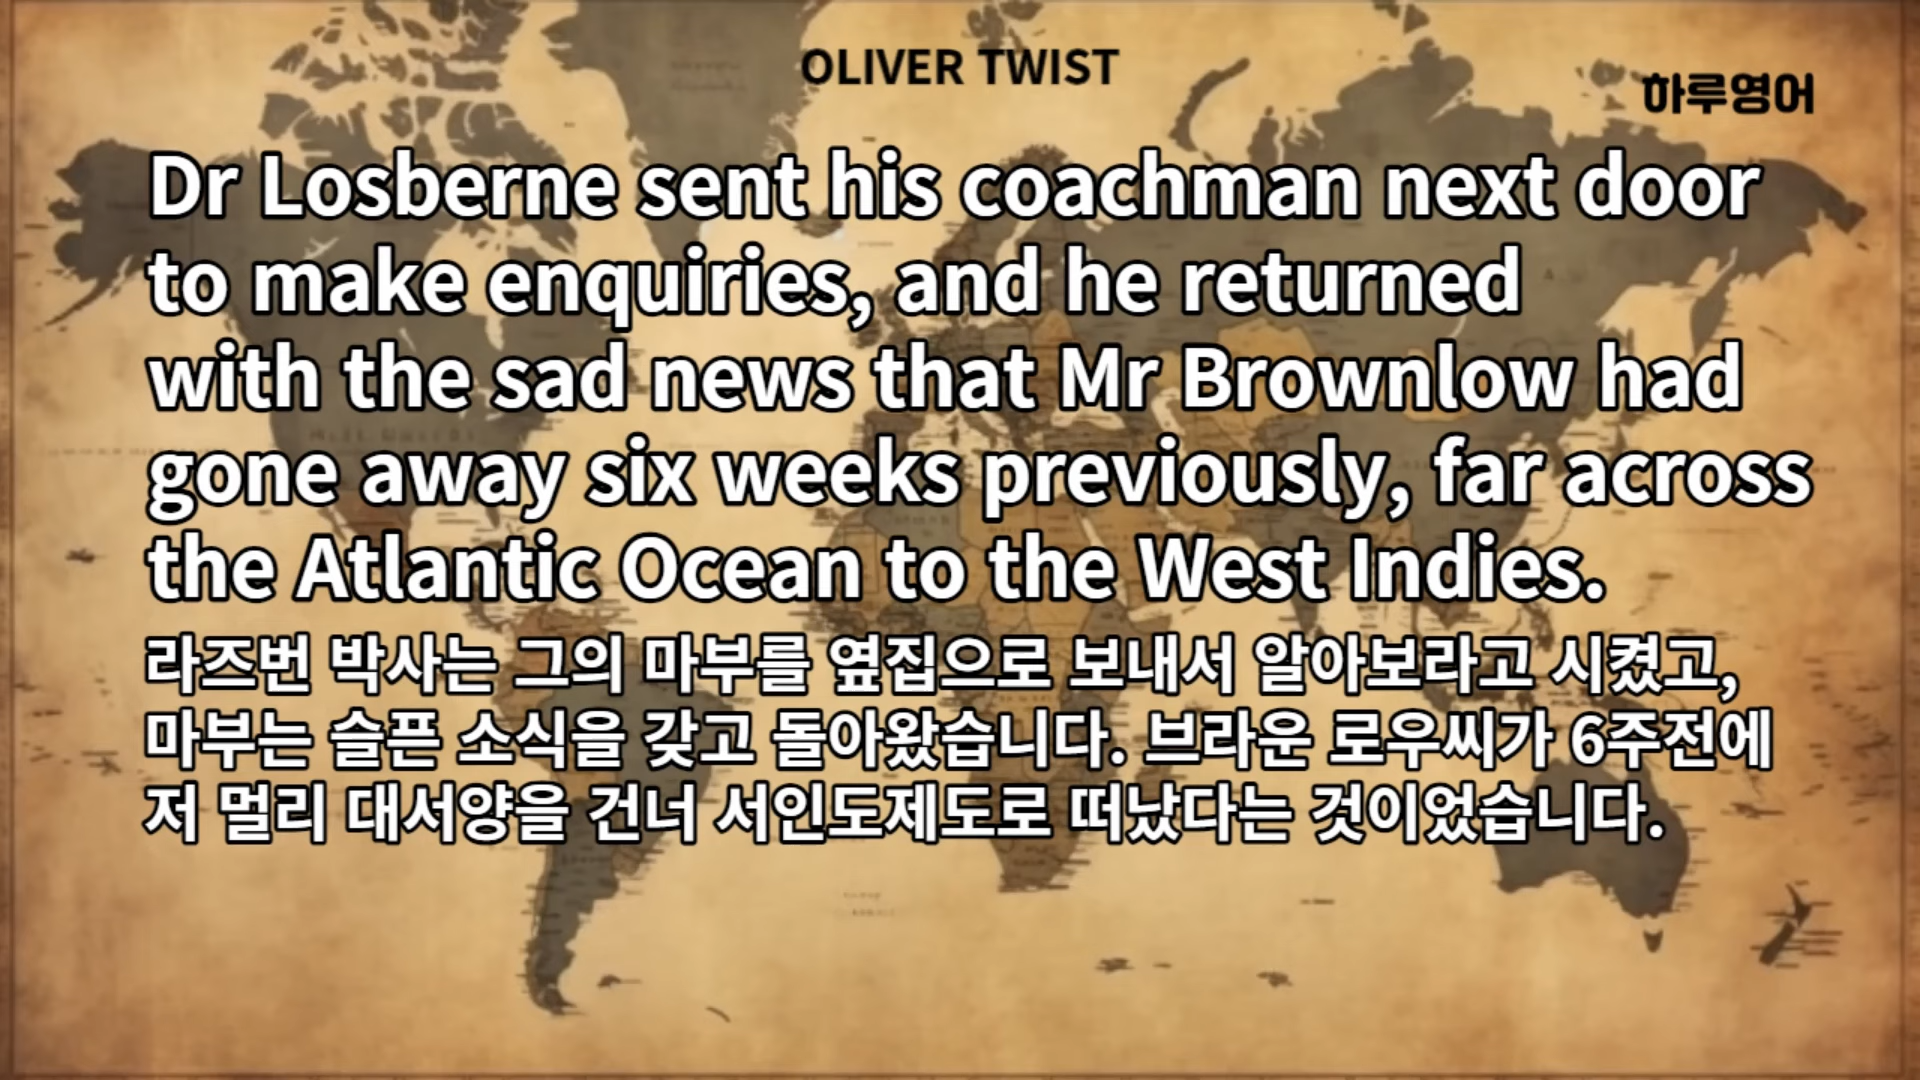 OLIVER TWIST
하루영어
Dr Losberne sent his coachman next door
to make enquiries, and he returned
with the sad news that Mr Brownlow had
gone away six weeks previously, far across
the Atlantic Ocean to the West Indies.
라즈번 박사는 그의 마부를 옆집으로 보내서 알아보라고 시켰고,
마부는 슬픈 소식을 갖고 돌아왔습니다. 브라운 로우씨가 6주전에
저 멀리 대서양을 건너 서인도제도로 떠났다는 것이었습니다.